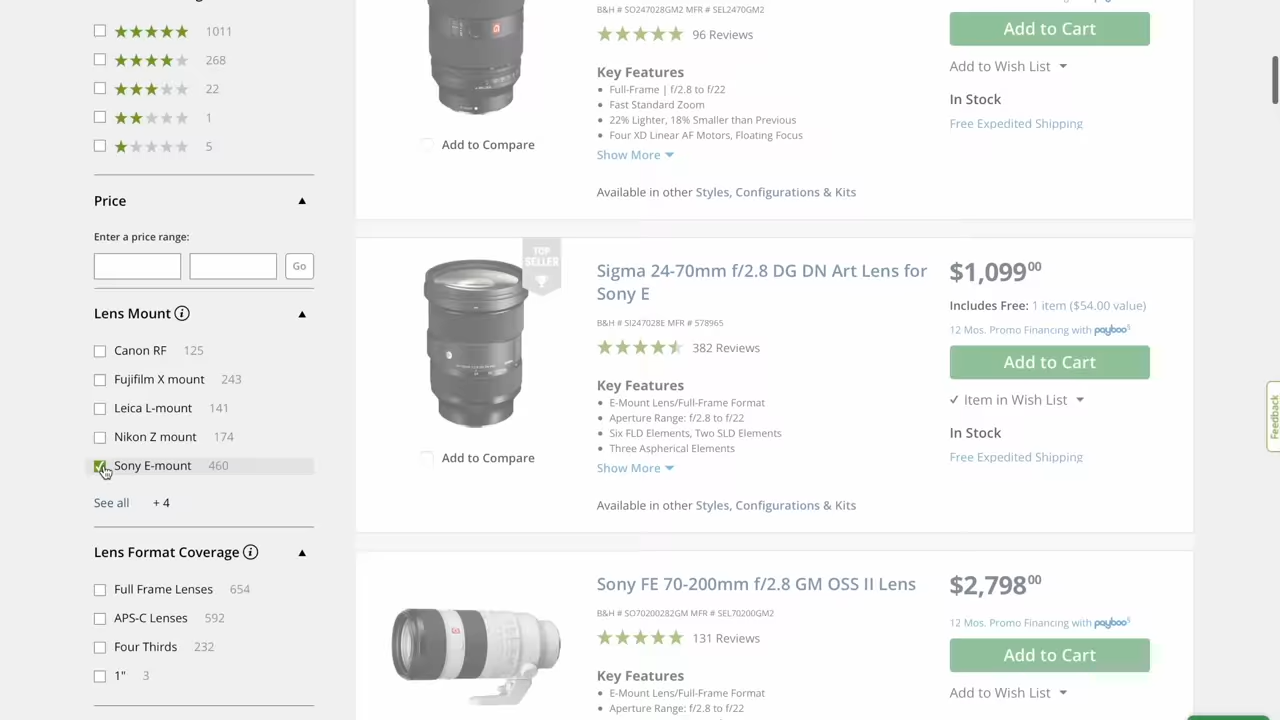 1011
268
22
1
5
Price
Enter a price range:
Go
Lens Mount
Canon RF 125
Fujifilm X mount 243
Leica L-mount 141
Nikon Z mount 174
Sony E-mount 460
See all + 4
Lens Format Coverage
Full Frame Lenses 654
APS-C Lenses 592
Four Thirds 232
1" 3
B&H # SO247028GM2 MFR # SEL2470GM2
96 Reviews
Key Features
Full-Frame | f/2.8 to f/22
Fast Standard Zoom
22% Lighter, 18% Smaller than Previous
Four XD Linear AF Motors, Floating Focus
Show More
Available in other Styles, Configurations & Kits
Add to Compare
Add to Cart
Add to Wish List
In Stock
Free Expedited Shipping
TOP
SELLER
Sigma 24-70mm f/2.8 DG DN Art Lens for
Sony E
B&H # SI247028E MFR # 578965
382 Reviews
Key Features
E-Mount Lens/Full-Frame Format
Aperture Range: f/2.8 to f/22
Six FLD Elements, Two SLD Elements
Three Aspherical Elements
Show More
Available in other Styles, Configurations & Kits
Add to Compare
$1,099.00
Includes Free: 1 item ($54.00 value)
12 Mos. Promo Financing with payboo$
Add to Cart
Item in Wish List
In Stock
Free Expedited Shipping
Sony FE 70-200mm f/2.8 GM OSS II Lens
B&H # SO70200282GM MFR # SEL70200GM2
131 Reviews
Key Features
E-Mount Lens/Full-Frame Format
Aperture Range: f/2.8 to f/22
$2,798.00
12 Mos. Promo Financing with payboo$
Add to Cart
Add to Wish List
Feedback